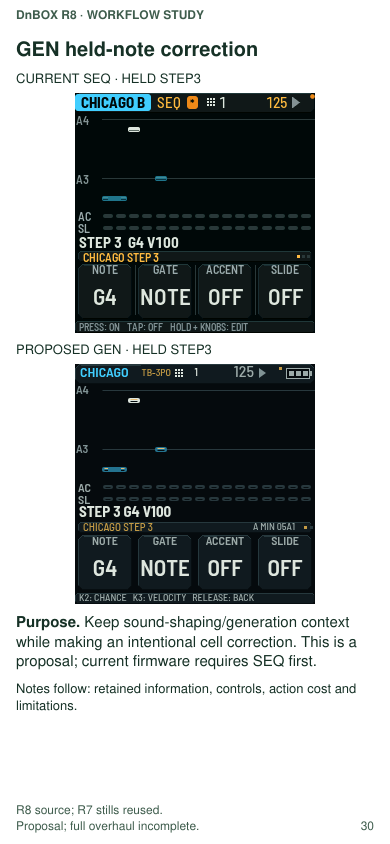 DnBOX R8 · WORKFLOW STUDY
GEN held-note correction
CURRENT SEQ · HELD STEP3
CHICAGO B SEQ 1 125
A4
A3
AC
SL
STEP 3 G4 V100
CHICAGO STEP 3
NOTE GATE ACCENT SLIDE
G4 NOTE OFF OFF
PRESS: ON TAP: OFF HOLD + KNOBS: EDIT
PROPOSED GEN · HELD STEP3
CHICAGO TB-3PO 1 125
A4
A3
AC
SL
STEP 3 G4 V100
CHICAGO STEP 3 A MIN 05A1
NOTE GATE ACCENT SLIDE
G4 NOTE OFF OFF
K2: CHANCE K3: VELOCITY RELEASE: BACK
Purpose. Keep sound-shaping/generation context
while making an intentional cell correction. This is a
proposal; current firmware requires SEQ first.
Notes follow: retained information, controls, action cost and
limitations.
R8 source; R7 stills reused.
Proposal; full overhaul incomplete. 30